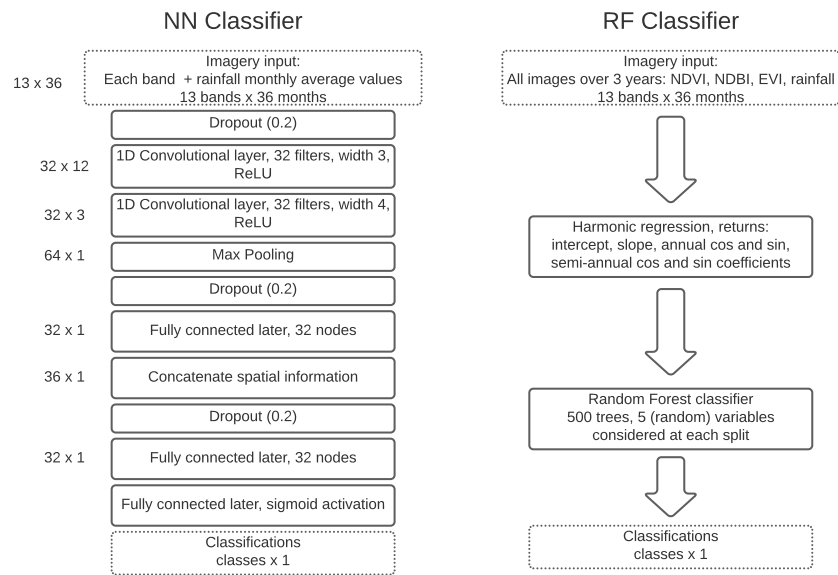 NN Classifier
Imagery input:
Each band + rainfall monthly average values
13 bands x 36 months
13 x 36
Dropout (0.2)
1D Convolutional layer, 32 filters, width 3,
ReLU
32 x 12
1D Convolutional layer, 32 filters, width 4,
ReLU
32 x 3
Max Pooling
64 x 1
Dropout (0.2)
Fully connected later, 32 nodes
32 x 1
Concatenate spatial information
36 x 1
Dropout (0.2)
Fully connected later, 32 nodes
32 x 1
Fully connected later, sigmoid activation
Classifications
classes x 1
RF Classifier
Imagery input:
All images over 3 years: NDVI, NDBI, EVI, rainfall
13 bands x 36 months
Harmonic regression, returns:
intercept, slope, annual cos and sin,
semi-annual cos and sin coefficients
Random Forest classifier
500 trees, 5 (random) variables
considered at each split
Classifications
classes x 1